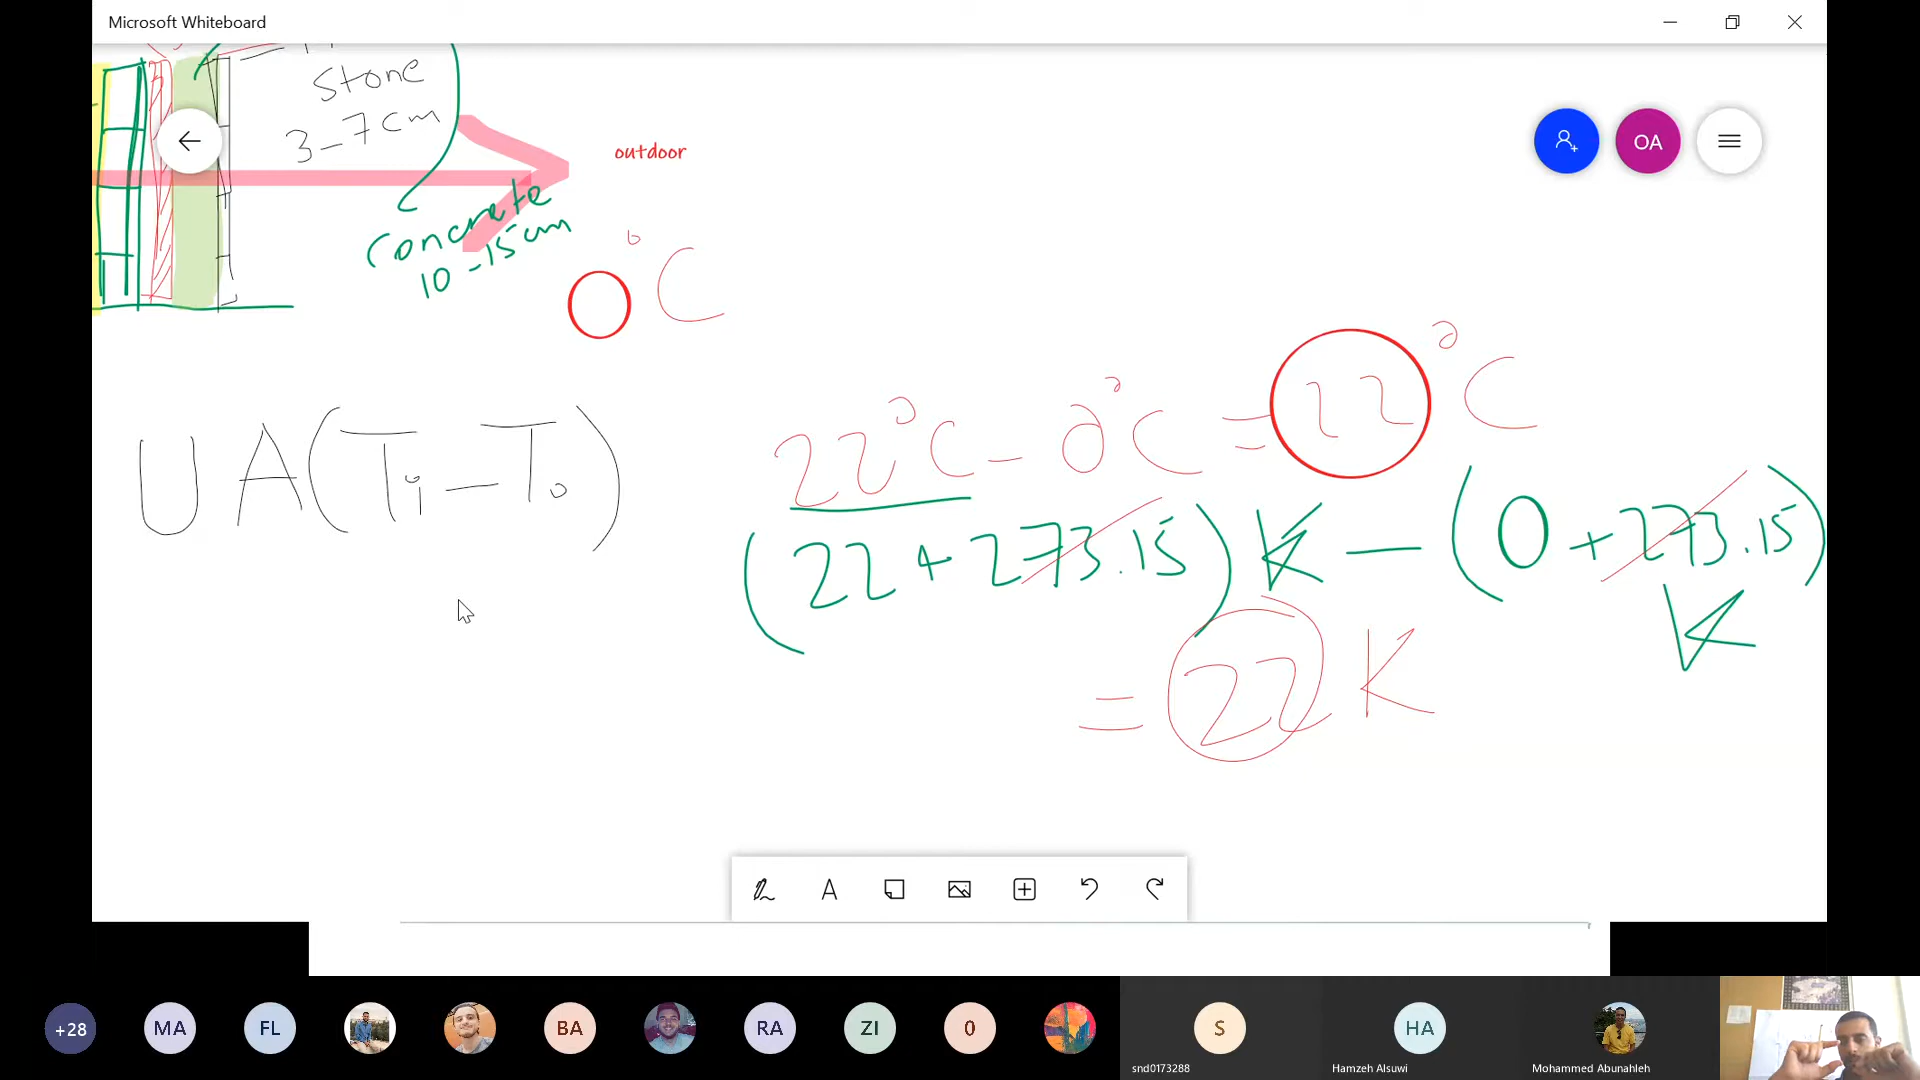 Microsoft Whiteboard
stone
3-7cm
outdoor
concrete
10-15cm
0°C
OA
UA(Ti-To)
22°C - 0°C = 22°C
(22+273.15)K - (0+273.15)
K
= 22 K
A
+28
MA
FL
BA
RA
ZI
0
S
HA
snd0173288
Hamzeh Alsuwi
Mohammed Abunahleh